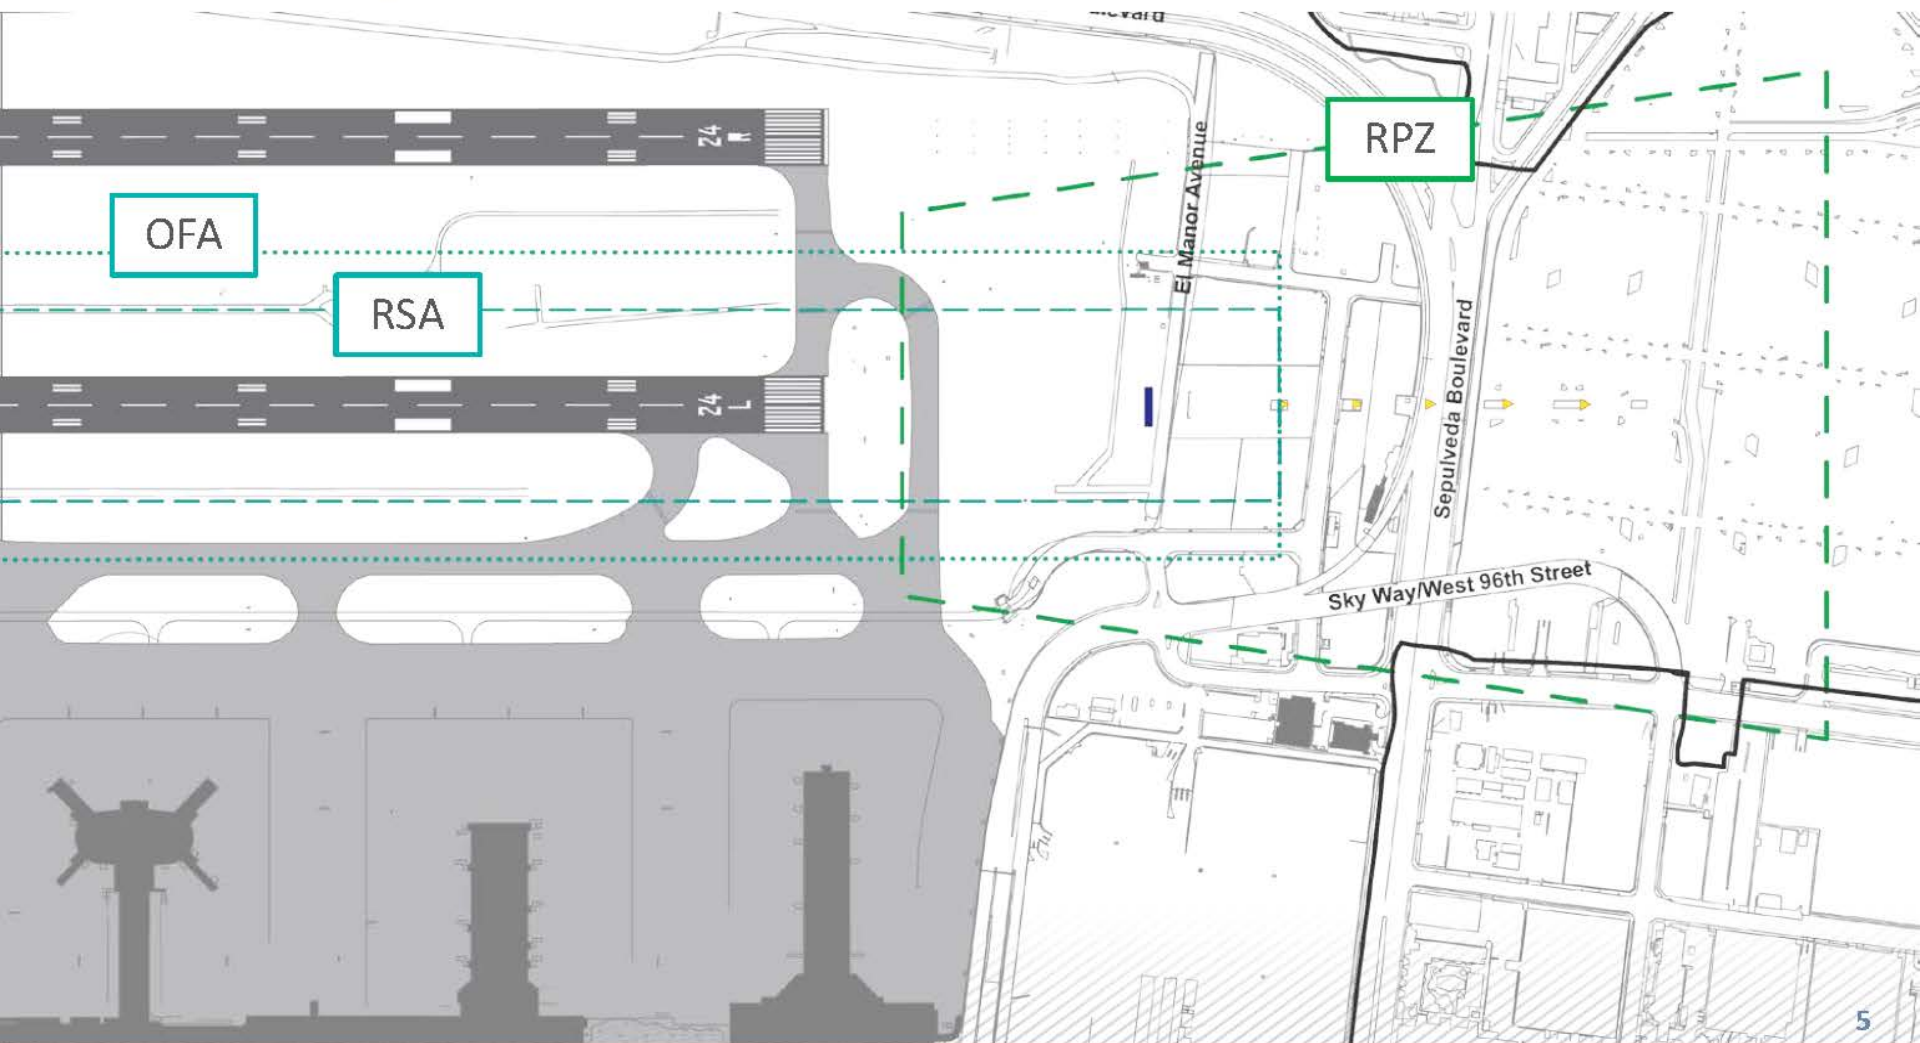 24
R
OFA
RSA
RPZ
El Manor Avenue
24
L
Sepulveda Boulevard
Sky Way/West 96th Street
5